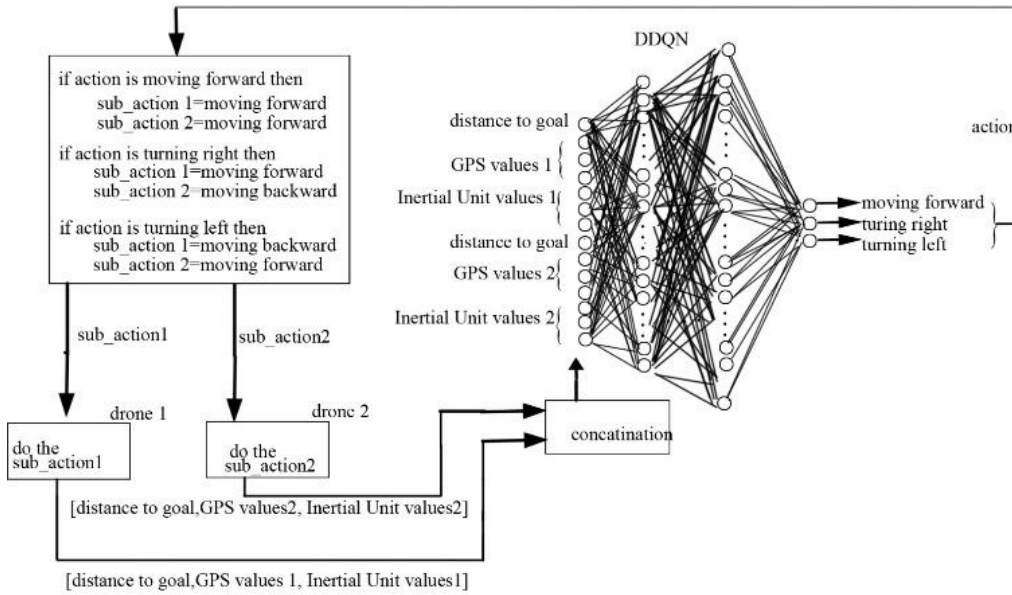 DDQN
if action is moving forward then
sub_action 1=moving forward
sub_action 2=moving forward
if action is turning right then
sub_action 1=moving forward
sub_action 2=moving backward
if action is turning left then
sub_action 1=moving backward
sub_action 2=moving forward
distance to goal
GPS values 1
Inertial Unit values 1
distance to goal
GPS values 2
Inertial Unit values 2
action
moving forward
turing right
turning left
sub_action1
sub_action2
drone 1
drone 2
do the
sub_action1
do the
sub_action2
concatination
[distance to goal,GPS values2, Inertial Unit values2]
[distance to goal,GPS values 1, Inertial Unit values1]